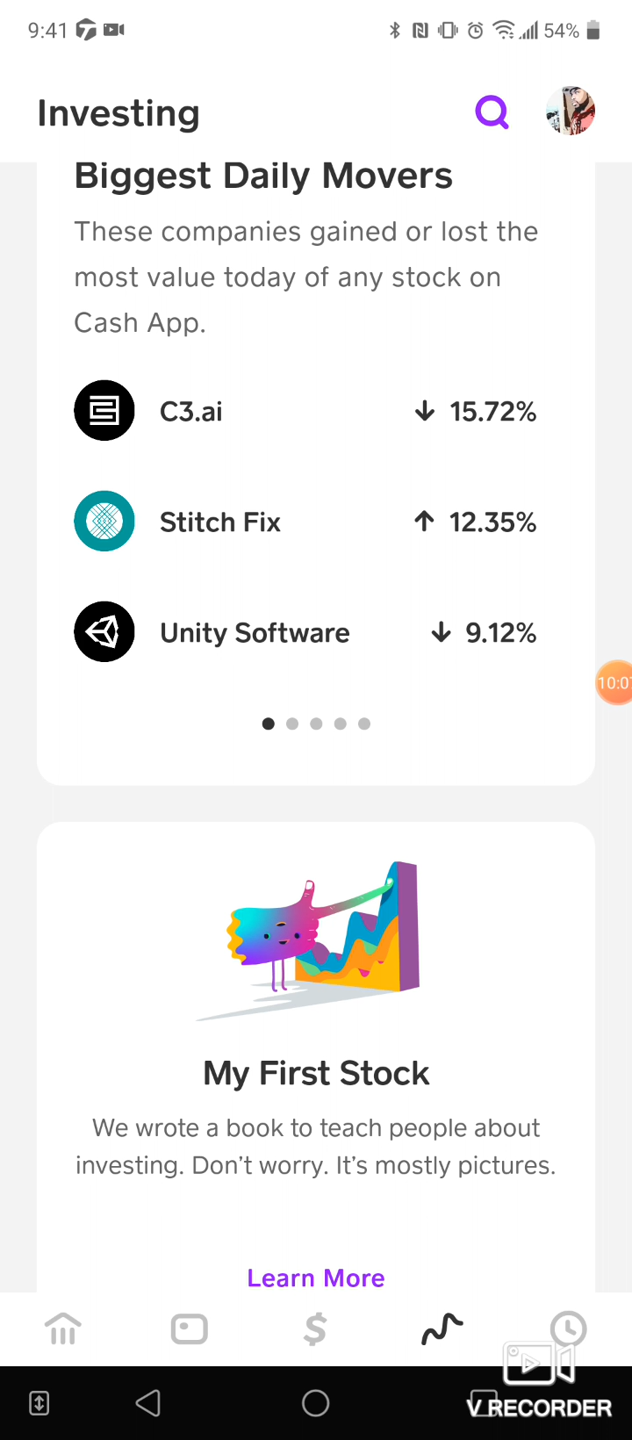 9:41
54%
Investing
Biggest Daily Movers
These companies gained or lost the
most value today of any stock on
Cash App.
C3.ai ↓ 15.72%
Stitch Fix ↑ 12.35%
Unity Software ↓ 9.12%
My First Stock
We wrote a book to teach people about
investing. Don't worry. It's mostly pictures.
Learn More
$
V RECORDER